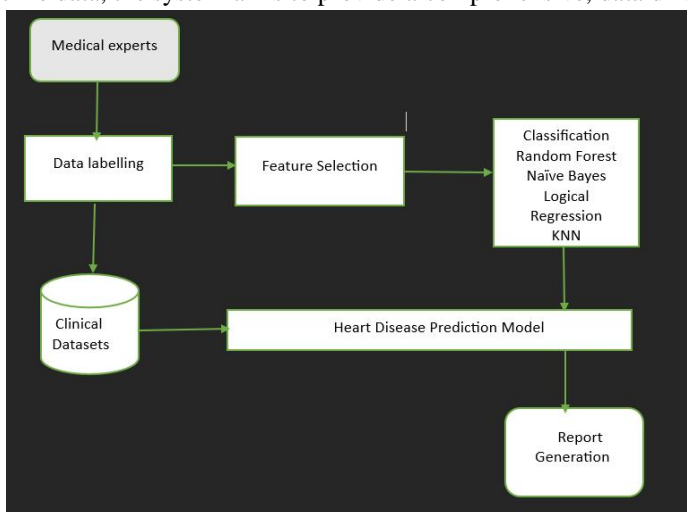 Medical experts
Data labelling
Feature Selection
Classification
Random Forest
Naïve Bayes
Logical
Regression
KNN
Clinical
Datasets
Heart Disease Prediction Model
Report
Generation